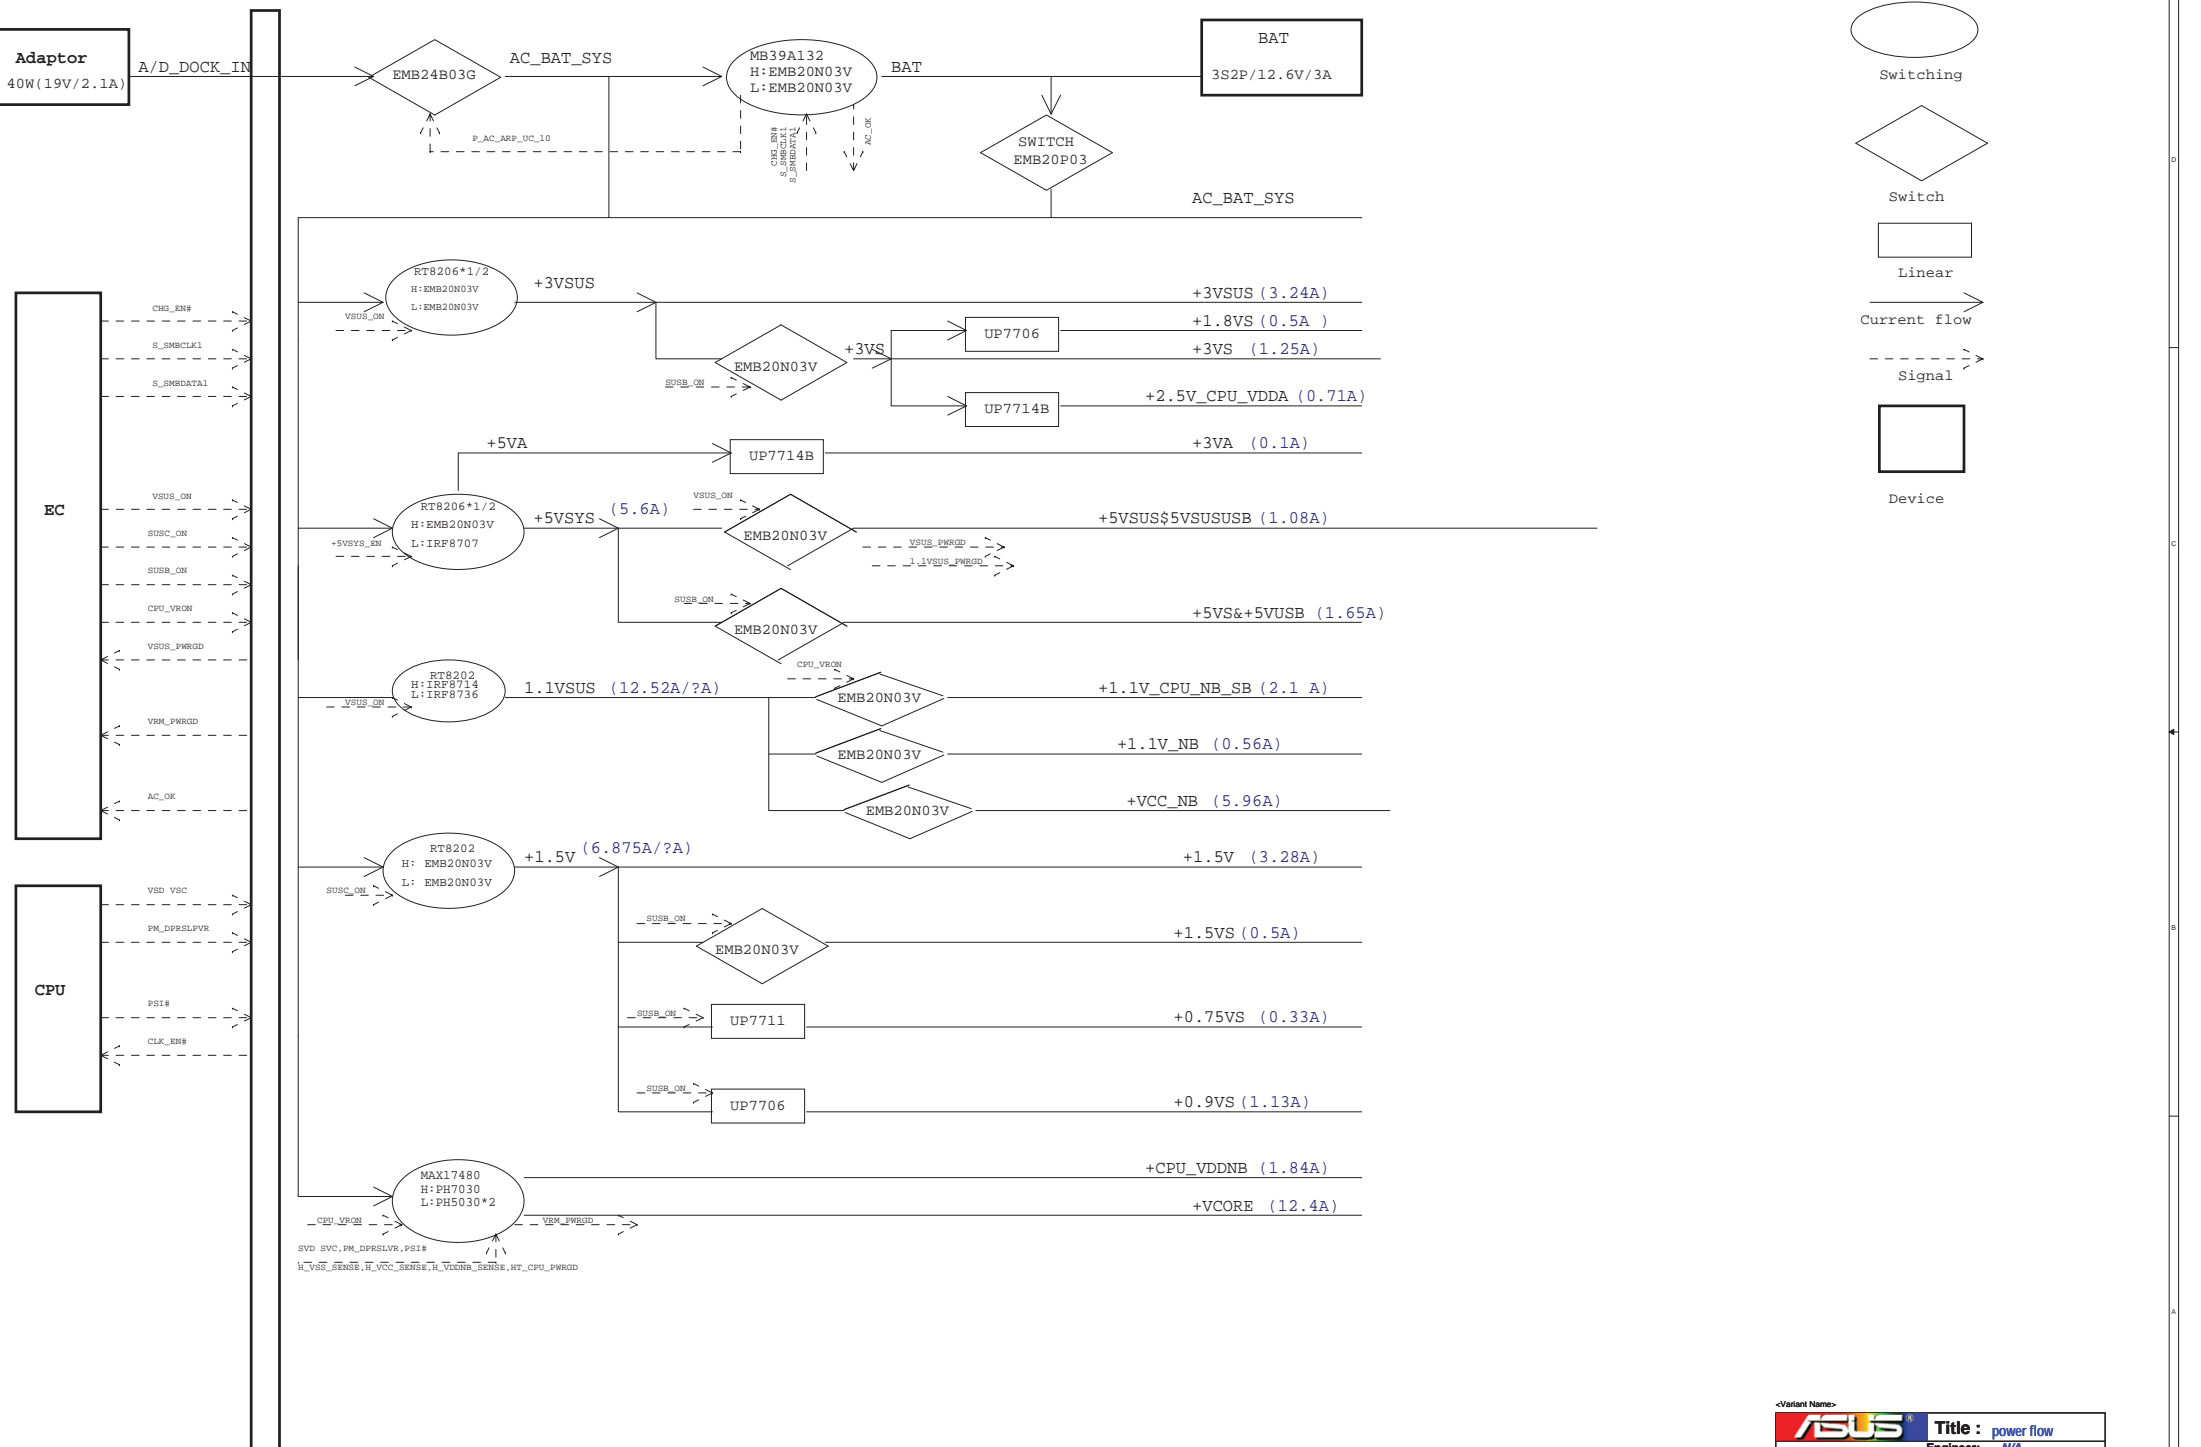 Adaptor
40W(19V/2.1A)
A/D_DOCK_IN
EMB24B03G
AC_BAT_SYS
MB39A132
H:EMB20N03V
L:EMB20N03V
BAT
BAT
3S2P/12.6V/3A
P_AC_ARP_UC_10
CHG_EN#
S_SMBCLK1
S_SMBDATA1
AC_OK
SWITCH
EMB20P03
AC_BAT_SYS
Switching
Switch
Linear
Current flow
Signal
Device
EC
CHG_EN#
S_SMBCLK1
S_SMBDATA1
VSUS_ON
SUSC_ON
SUSB_ON
CPU_VRON
VSUS_PWRGD
VRM_PWRGD
AC_OK
CPU
VSD VSC
PM_DPRSLPVR
PSI#
CLK_EN#
RT8206*1/2
H:EMB20N03V
L:EMB20N03V
VSUS_ON
+3VSUS
+3VSUS (3.24A)
UP7706
+1.8VS (0.5A )
EMB20N03V
SUSB_ON
+3VS
+3VS (1.25A)
UP7714B
+2.5V_CPU_VDDA (0.71A)
+5VA
UP7714B
+3VA (0.1A)
RT8206*1/2
H:EMB20N03V
L:IRF8707
+5VSYS_EN
+5VSYS (5.6A)
VSUS_ON
EMB20N03V
+5VSUS$5VSUSUSB (1.08A)
VSUS_PWRGD
1.1VSUS_PWRGD
SUSB_ON
EMB20N03V
+5VS&+5VUSB (1.65A)
RT8202
H:IRF8714
L:IRF8736
VSUS_ON
1.1VSUS (12.52A/?A)
CPU_VRON
EMB20N03V
+1.1V_CPU_NB_SB (2.1 A)
EMB20N03V
+1.1V_NB (0.56A)
EMB20N03V
+VCC_NB (5.96A)
RT8202
H: EMB20N03V
L: EMB20N03V
SUSC_ON
+1.5V (6.875A/?A)
+1.5V (3.28A)
SUSB_ON
EMB20N03V
+1.5VS (0.5A)
SUSB_ON
UP7711
+0.75VS (0.33A)
SUSB_ON
UP7706
+0.9VS (1.13A)
MAX17480
H:PH7030
L:PH5030*2
+CPU_VDDNB (1.84A)
+VCORE (12.4A)
CPU_VRON
VRM_PWRGD
SVD SVC,PM_DPRSLVR,PSI#
H_VSS_SENSE,H_VCC_SENSE,H_VDDNB_SENSE,HT_CPU_PWRGD
D
C
B
A
<Variant Name>
ASUS®
Title : power flow
Engineer: N/A